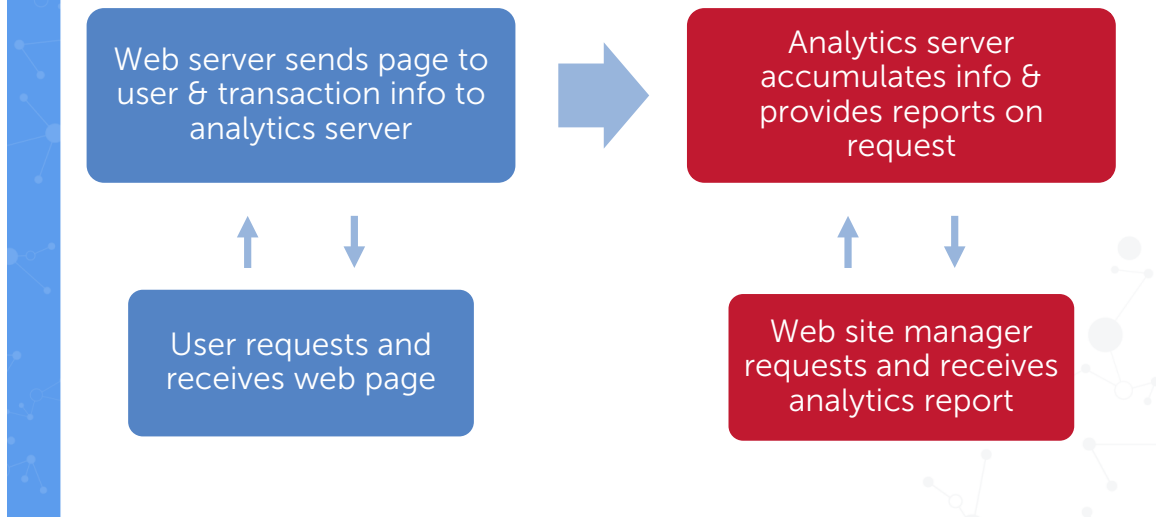 Web server sends page to
user & transaction info to
analytics server
Analytics server
accumulates info &
provides reports on
request
User requests and
receives web page
Web site manager
requests and receives
analytics report